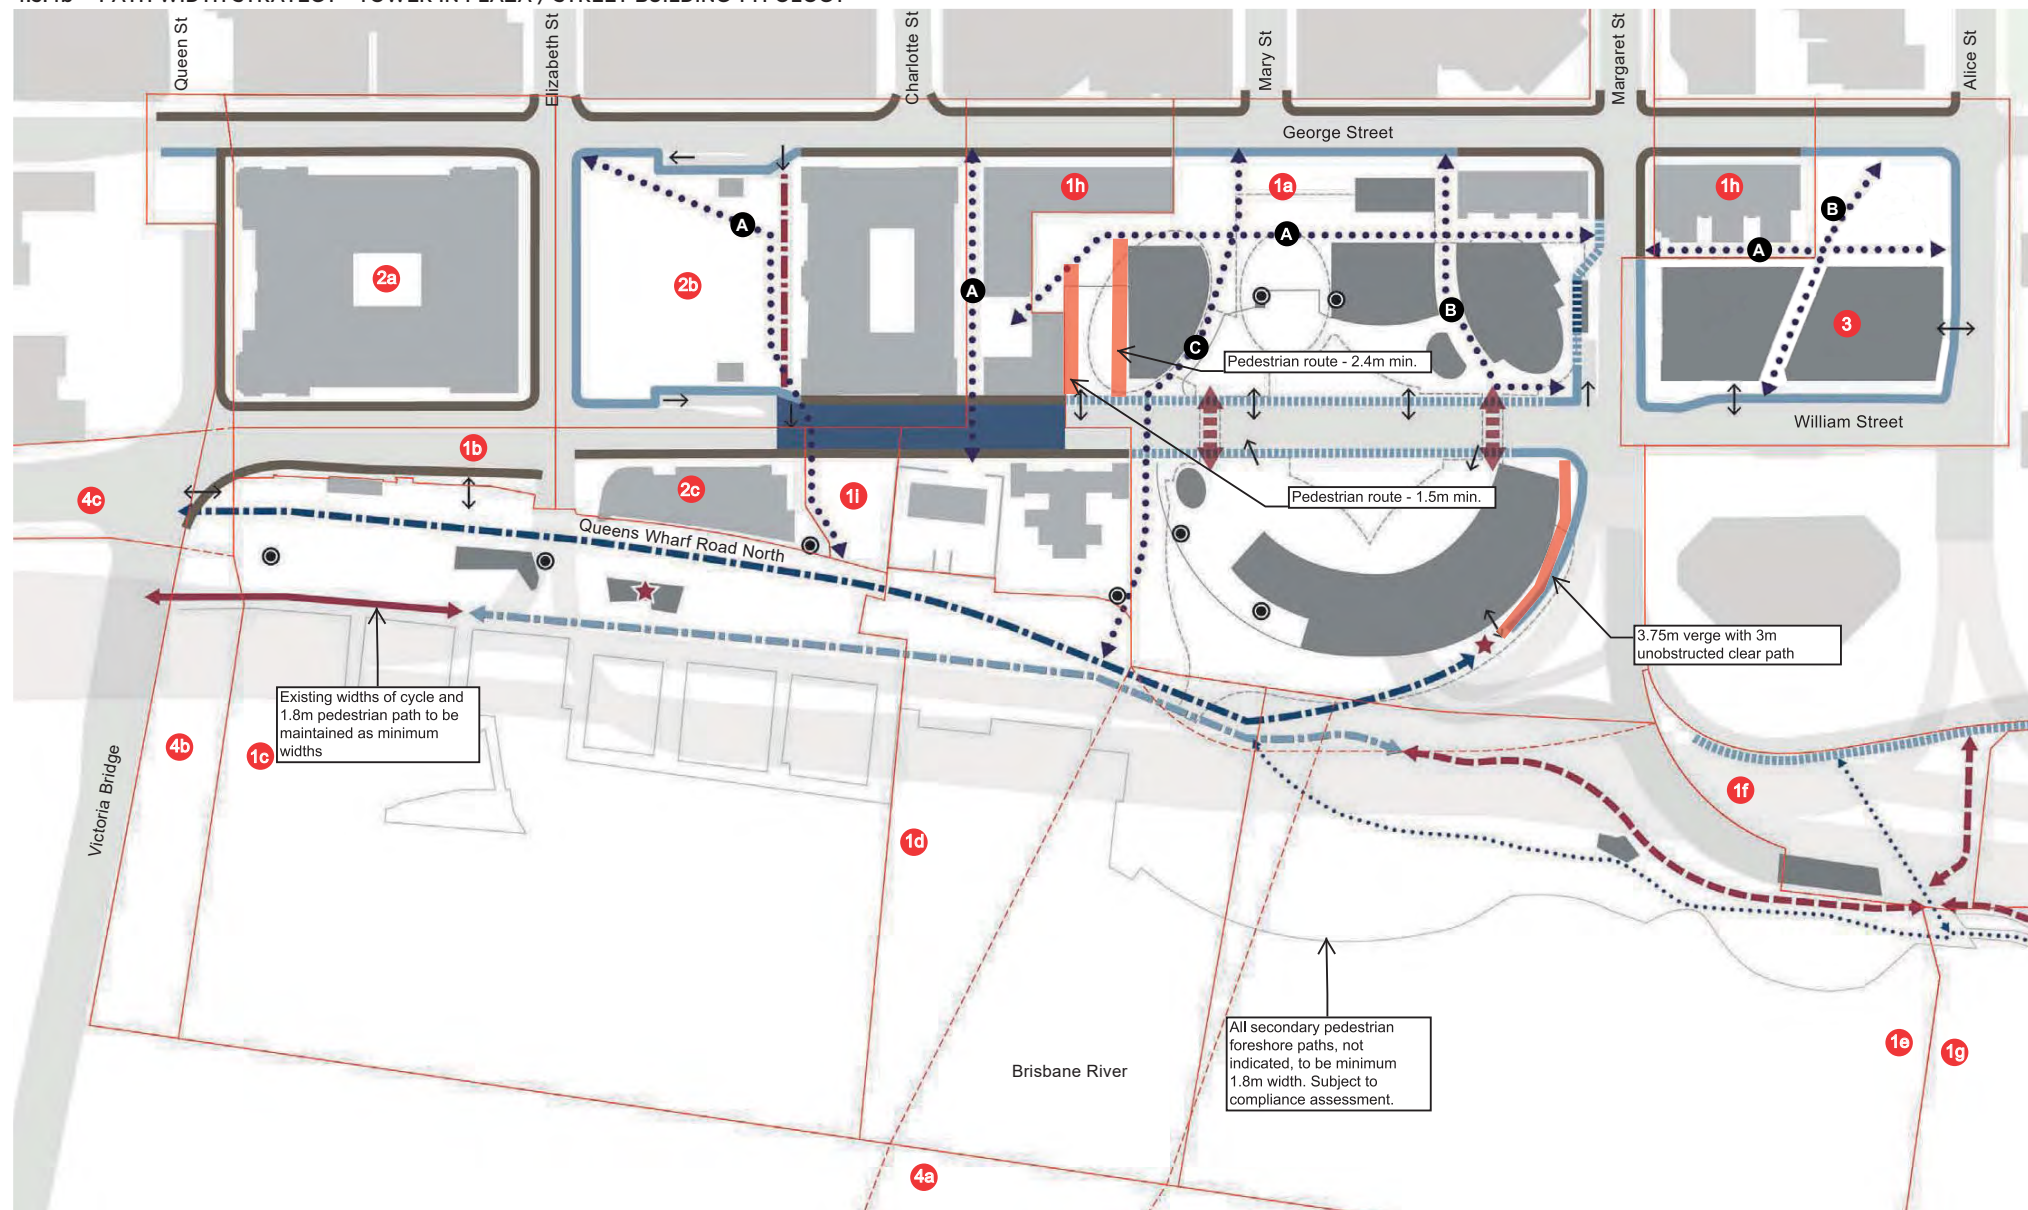 Queen St
Elizabeth St
Charlotte St
Mary St
Margaret St
Alice St
George Street
1h
1a
1h
B
A
A
A
2a
2b
A
B
3
C
Pedestrian route - 2.4m min.
William Street
1b
4c
2c
1i
Pedestrian route - 1.5m min.
Queens Wharf Road North
3.75m verge with 3m
unobstructed clear path
Existing widths of cycle and
1.8m pedestrian path to be
maintained as minimum
widths
4b
1c
Victoria Bridge
1d
1f
All secondary pedestrian
foreshore paths, not
indicated, to be minimum
1.8m width. Subject to
compliance assessment.
Brisbane River
1e
1g
4a